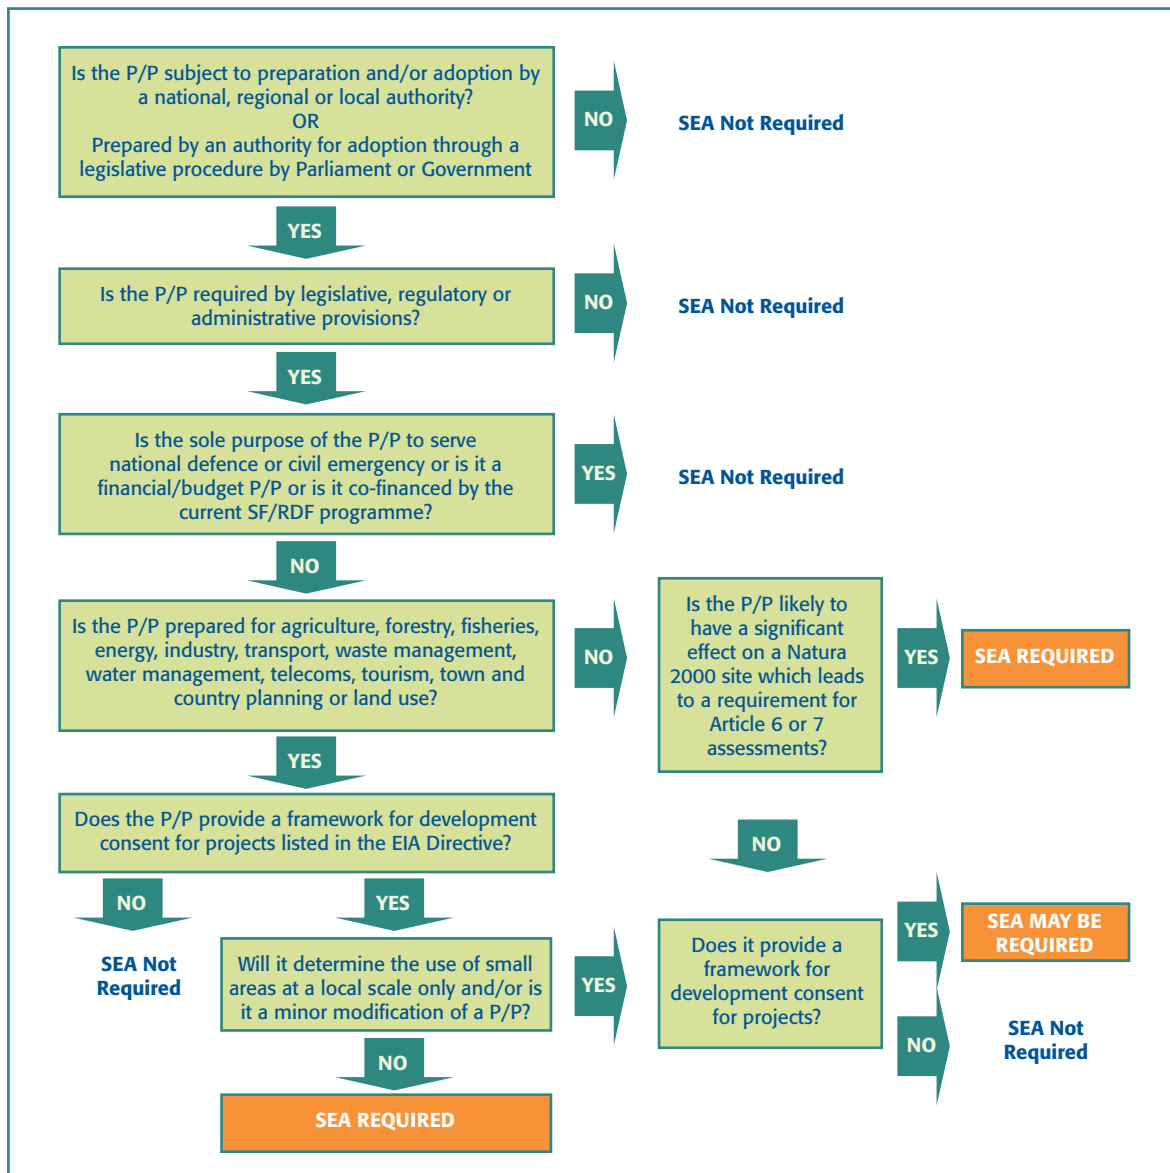 Is the P/P subject to preparation and/or adoption by
a national, regional or local authority?
OR
Prepared by an authority for adoption through a
legislative procedure by Parliament or Government
NO
SEA Not Required
YES
Is the P/P required by legislative, regulatory or
administrative provisions?
NO
SEA Not Required
YES
Is the sole purpose of the P/P to serve
national defence or civil emergency or is it a
financial/budget P/P or is it co-financed by the
current SF/RDF programme?
YES
SEA Not Required
NO
Is the P/P prepared for agriculture, forestry, fisheries,
energy, industry, transport, waste management,
water management, telecoms, tourism, town and
country planning or land use?
NO
Is the P/P likely to
have a significant
effect on a Natura
2000 site which leads
to a requirement for
Article 6 or 7
assessments?
YES
SEA REQUIRED
YES
Does the P/P provide a framework for development
consent for projects listed in the EIA Directive?
NO
NO
SEA Not
Required
YES
Will it determine the use of small
areas at a local scale only and/or is
it a minor modification of a P/P?
YES
Does it provide a
framework for
development consent
for projects?
YES
SEA MAY BE
REQUIRED
NO
SEA Not
Required
NO
SEA REQUIRED